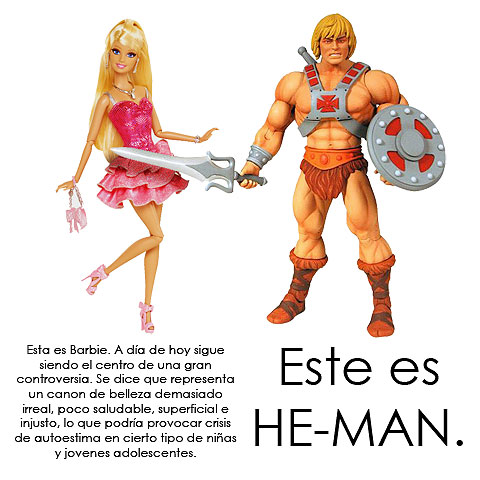 Esta es Barbie. A día de hoy sigue
siendo el centro de una gran
controversia. Se dice que representa
un canon de belleza demasiado
irreal, poco saludable, superficial e
injusto, lo que podría provocar crisis
de autoestima en cierto tipo de niñas
y jovenes adolescentes.
Este es
HE-MAN.